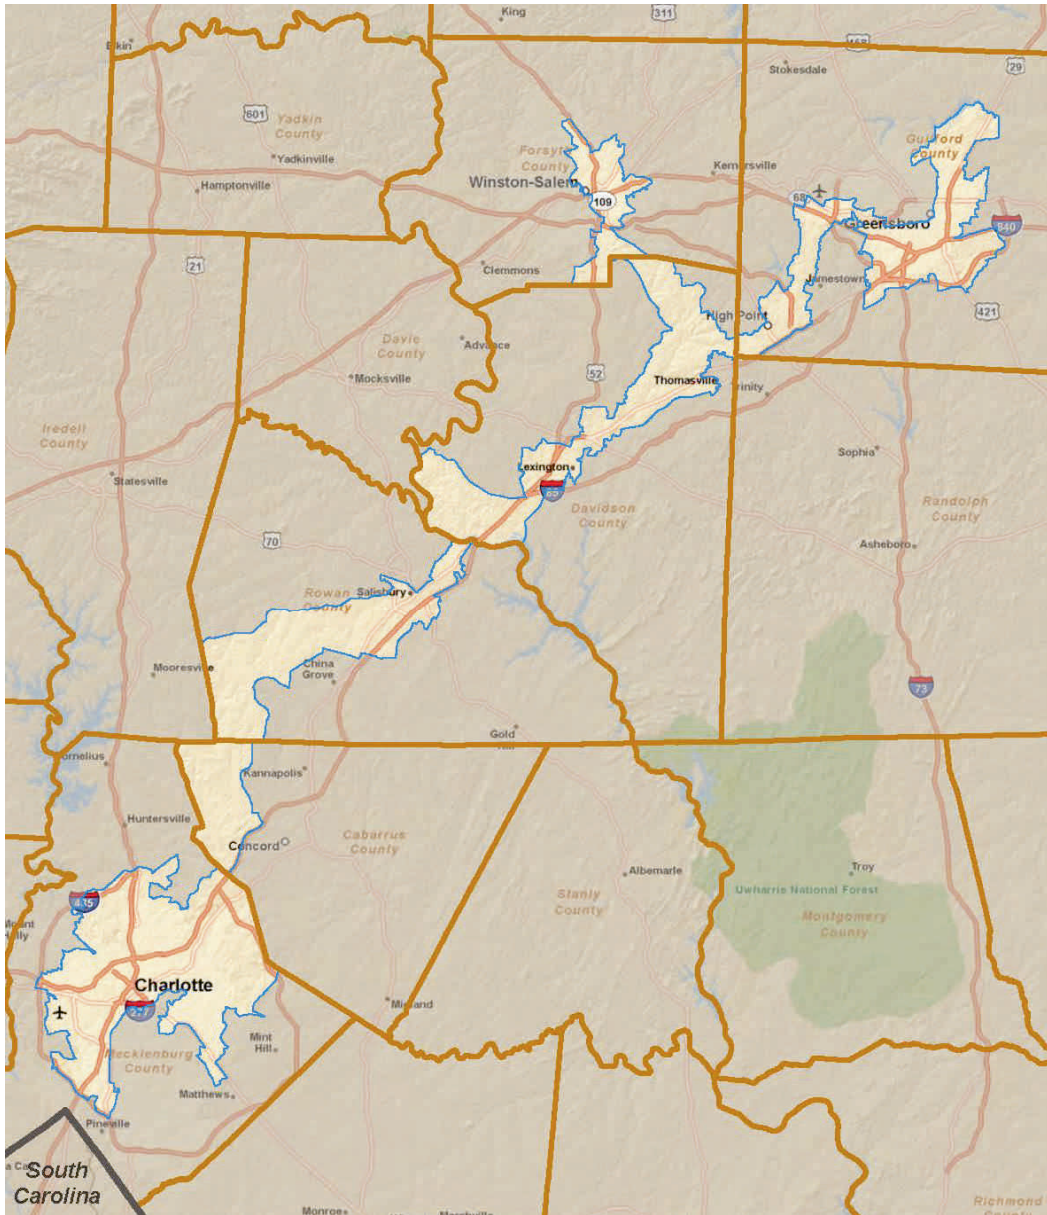 King
311
Elkin
29
Stokesdale
601
Yadkin
County
Yadkinville
Forsyth
County
Guilford
County
Kernersville
Winston-Salem
Hamptonville
109
68
Greensboro
840
21
Clemmons
Jamestown
High Point
421
Davie
County
Advance
52
Mocksville
Thomasville
Trinity
Iredell
County
Sophia
Statesville
Lexington
85
Davidson
County
Randolph
County
70
Asheboro
Rowan
County
Salisbury
Mooresville
China
Grove
73
Gold
Cornelius
Kannapolis
Huntersville
Concord
Cabarrus
County
Albemarle
Troy
Uwharrie National Forest
Stanly
County
Montgomery
County
485
Mount
Holly
Charlotte
277
Midland
Mint
Hill
Mecklenburg
County
Matthews
Pineville
South
Carolina
Monroe
Richmond